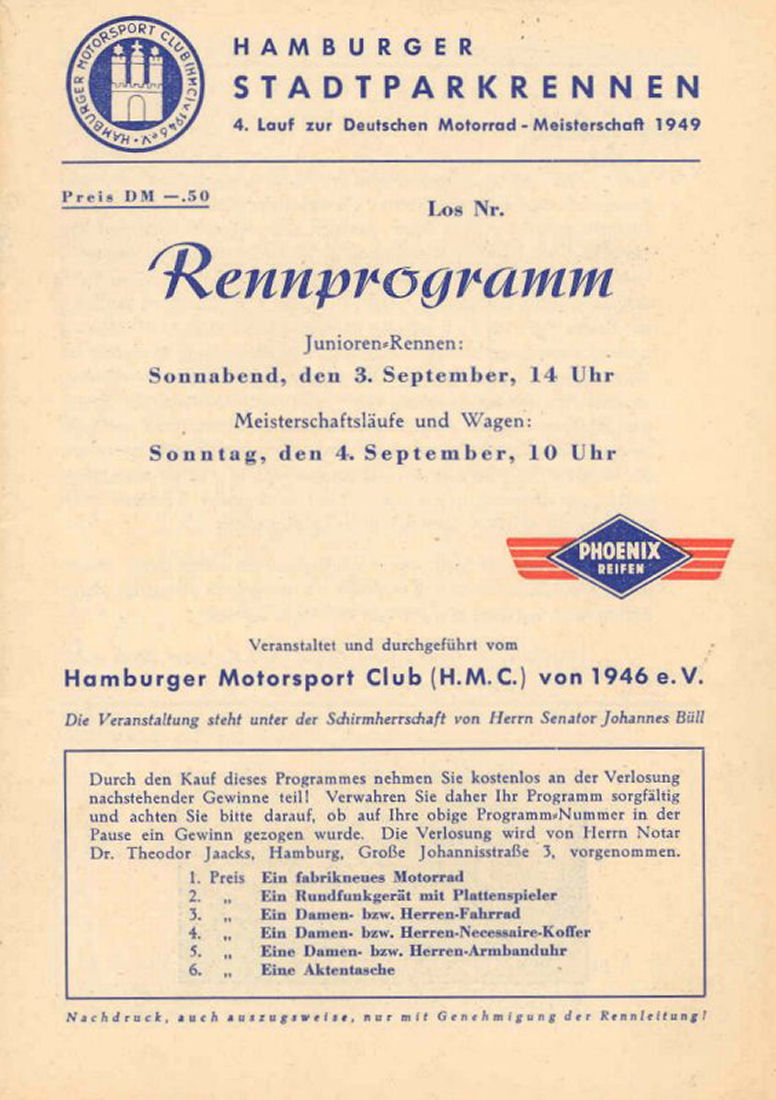 HAMBURGER MOTORSPORT CLUB (HMC) v. 1946 e.V. • HAMBURG •
HAMBURGER
STADTPARKRENNEN
4. Lauf zur Deutschen Motorrad-Meisterschaft 1949
Preis DM —.50
Los Nr.
Rennprogramm
Junioren-Rennen:
Sonnabend, den 3. September, 14 Uhr
Meisterschaftsläufe und Wagen:
Sonntag, den 4. September, 10 Uhr
PHOENIX
REIFEN
Veranstaltet und durchgeführt vom
Hamburger Motorsport Club (H.M.C.) von 1946 e.V.
Die Veranstaltung steht unter der Schirmherrschaft von Herrn Senator Johannes Büll
Durch den Kauf dieses Programmes nehmen Sie kostenlos an der Verlosung
nachstehender Gewinne teil! Verwahren Sie daher Ihr Programm sorgfältig
und achten Sie bitte darauf, ob auf Ihre obige Programm-Nummer in der
Pause ein Gewinn gezogen wurde. Die Verlosung wird von Herrn Notar
Dr. Theodor Jaacks, Hamburg, Große Johannisstraße 3, vorgenommen.
1. Preis Ein fabrikneues Motorrad
2. „ Ein Rundfunkgerät mit Plattenspieler
3. „ Ein Damen- bzw. Herren-Fahrrad
4. „ Ein Damen- bzw. Herren-Necessaire-Koffer
5. „ Eine Damen- bzw. Herren-Armbanduhr
6. „ Eine Aktentasche
Nachdruck, auch auszugsweise, nur mit Genehmigung der Rennleitung!